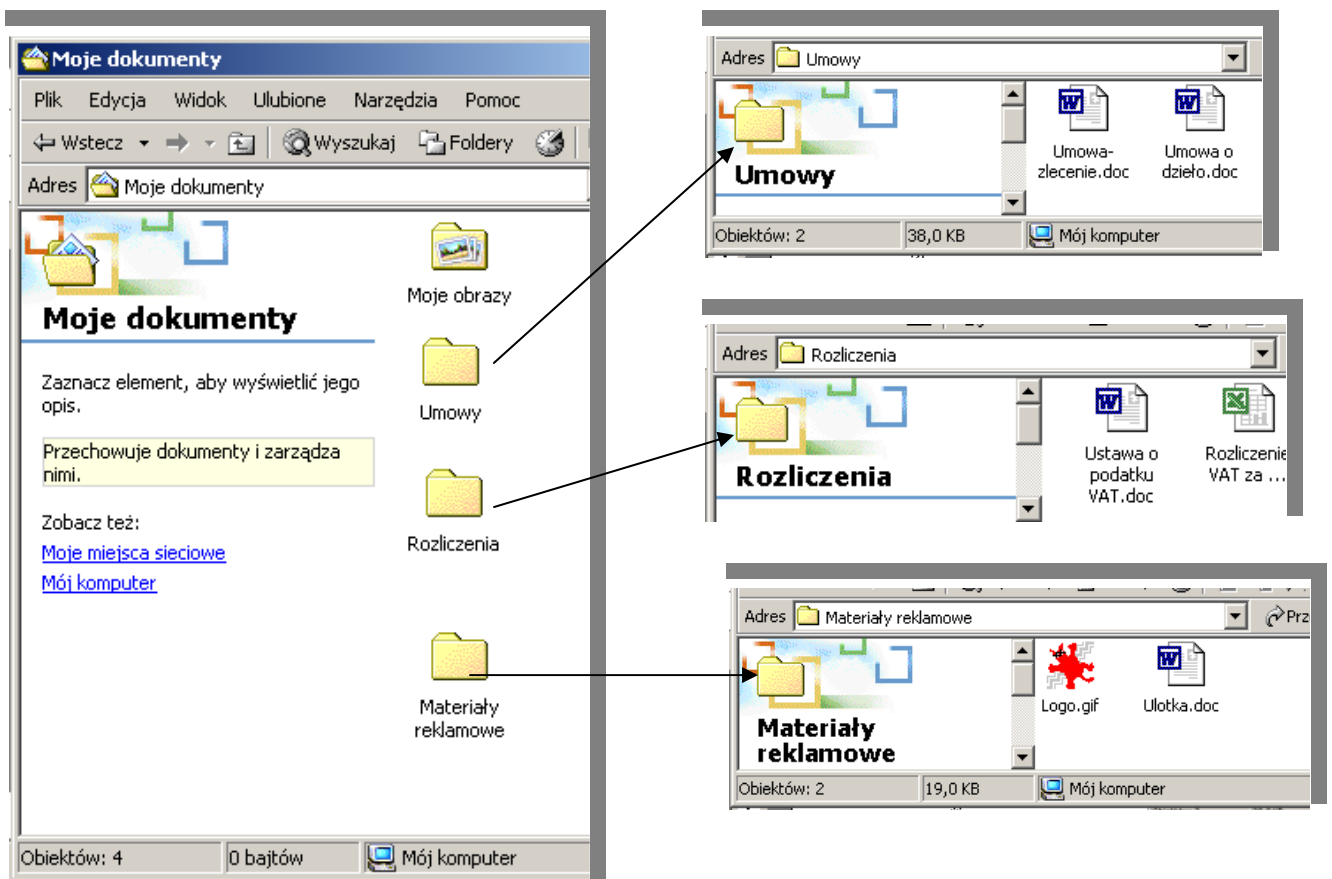 Moje dokumenty
Plik Edycja Widok Ulubione Narzędzia Pomoc
Wstecz Wyszukaj Foldery
Adres Moje dokumenty
Moje dokumenty
Zaznacz element, aby wyświetlić jego
opis.
Przechowuje dokumenty i zarządza
nimi.
Zobacz też:
Moje miejsca sieciowe
Mój komputer
Moje obrazy
Umowy
Rozliczenia
Materiały
reklamowe
Obiektów: 4 0 bajtów Mój komputer
Adres Umowy
Umowy
Umowa-
zlecenie.doc
Umowa o
dzieło.doc
Obiektów: 2 38,0 KB Mój komputer
Adres Rozliczenia
Rozliczenia
Ustawa o
podatku
VAT.doc
Rozliczenie
VAT za ...
Adres Materiały reklamowe Prz
Materiały
reklamowe
Logo.gif
Ulotka.doc
Obiektów: 2 19,0 KB Mój komputer